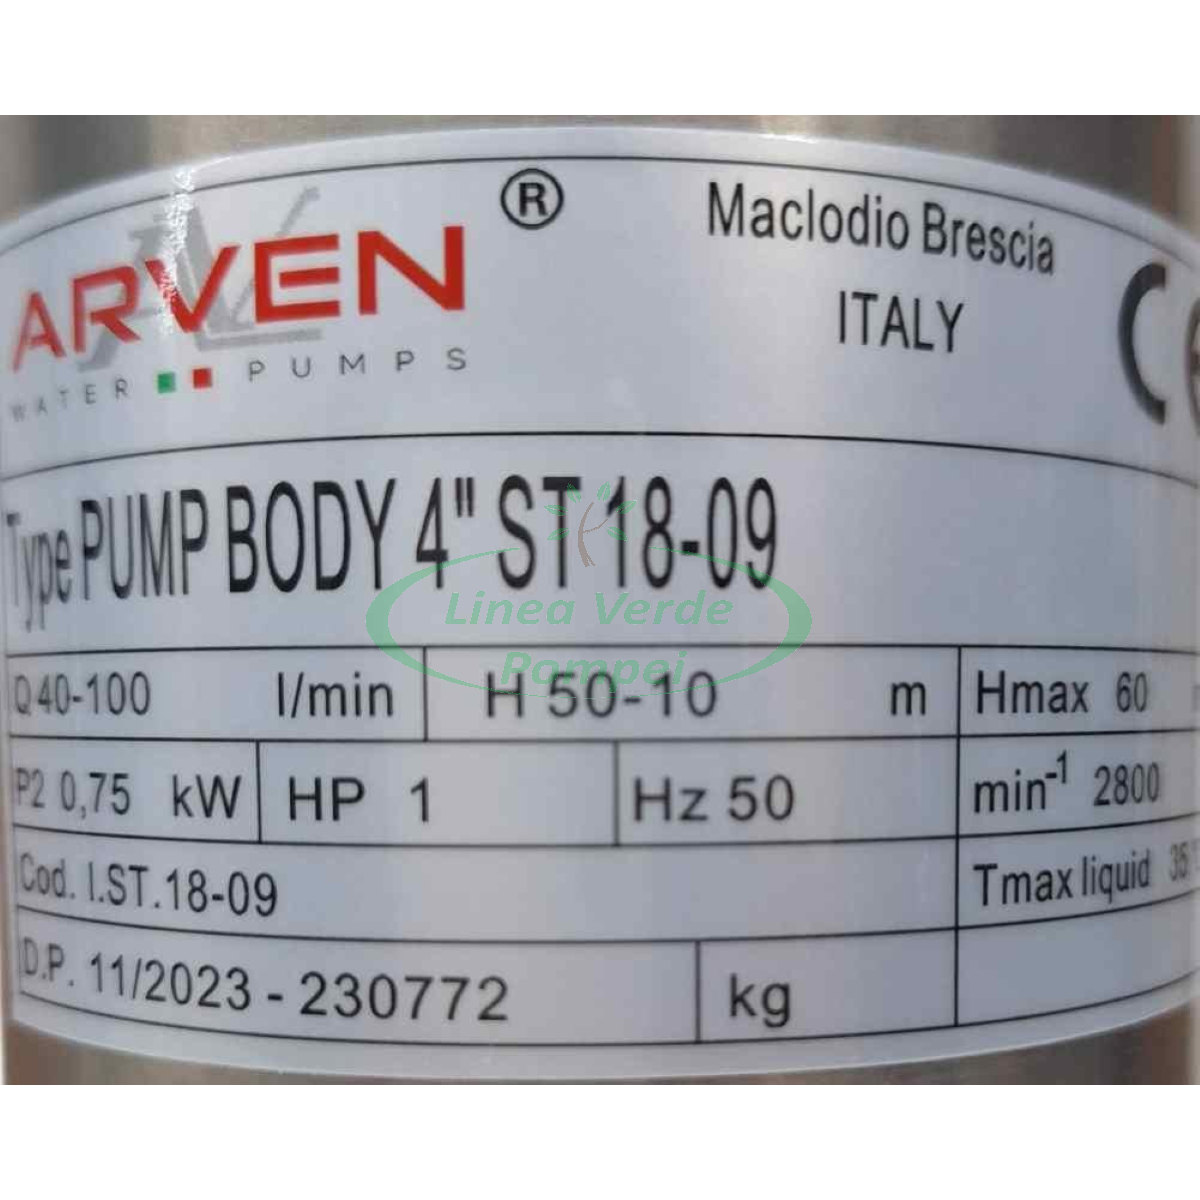 ARVEN ®
WATER PUMPS
Maclodio Brescia
ITALY
CE
Type PUMP BODY 4" ST 18-09
Linea Verde
Pompei
Q 40-100 l/min H 50-10 m Hmax 60
P2 0,75 kW HP 1 Hz 50 min-1 2800
Cod. I.ST.18-09 Tmax liquid 35
D.P. 11/2023 - 230772 kg